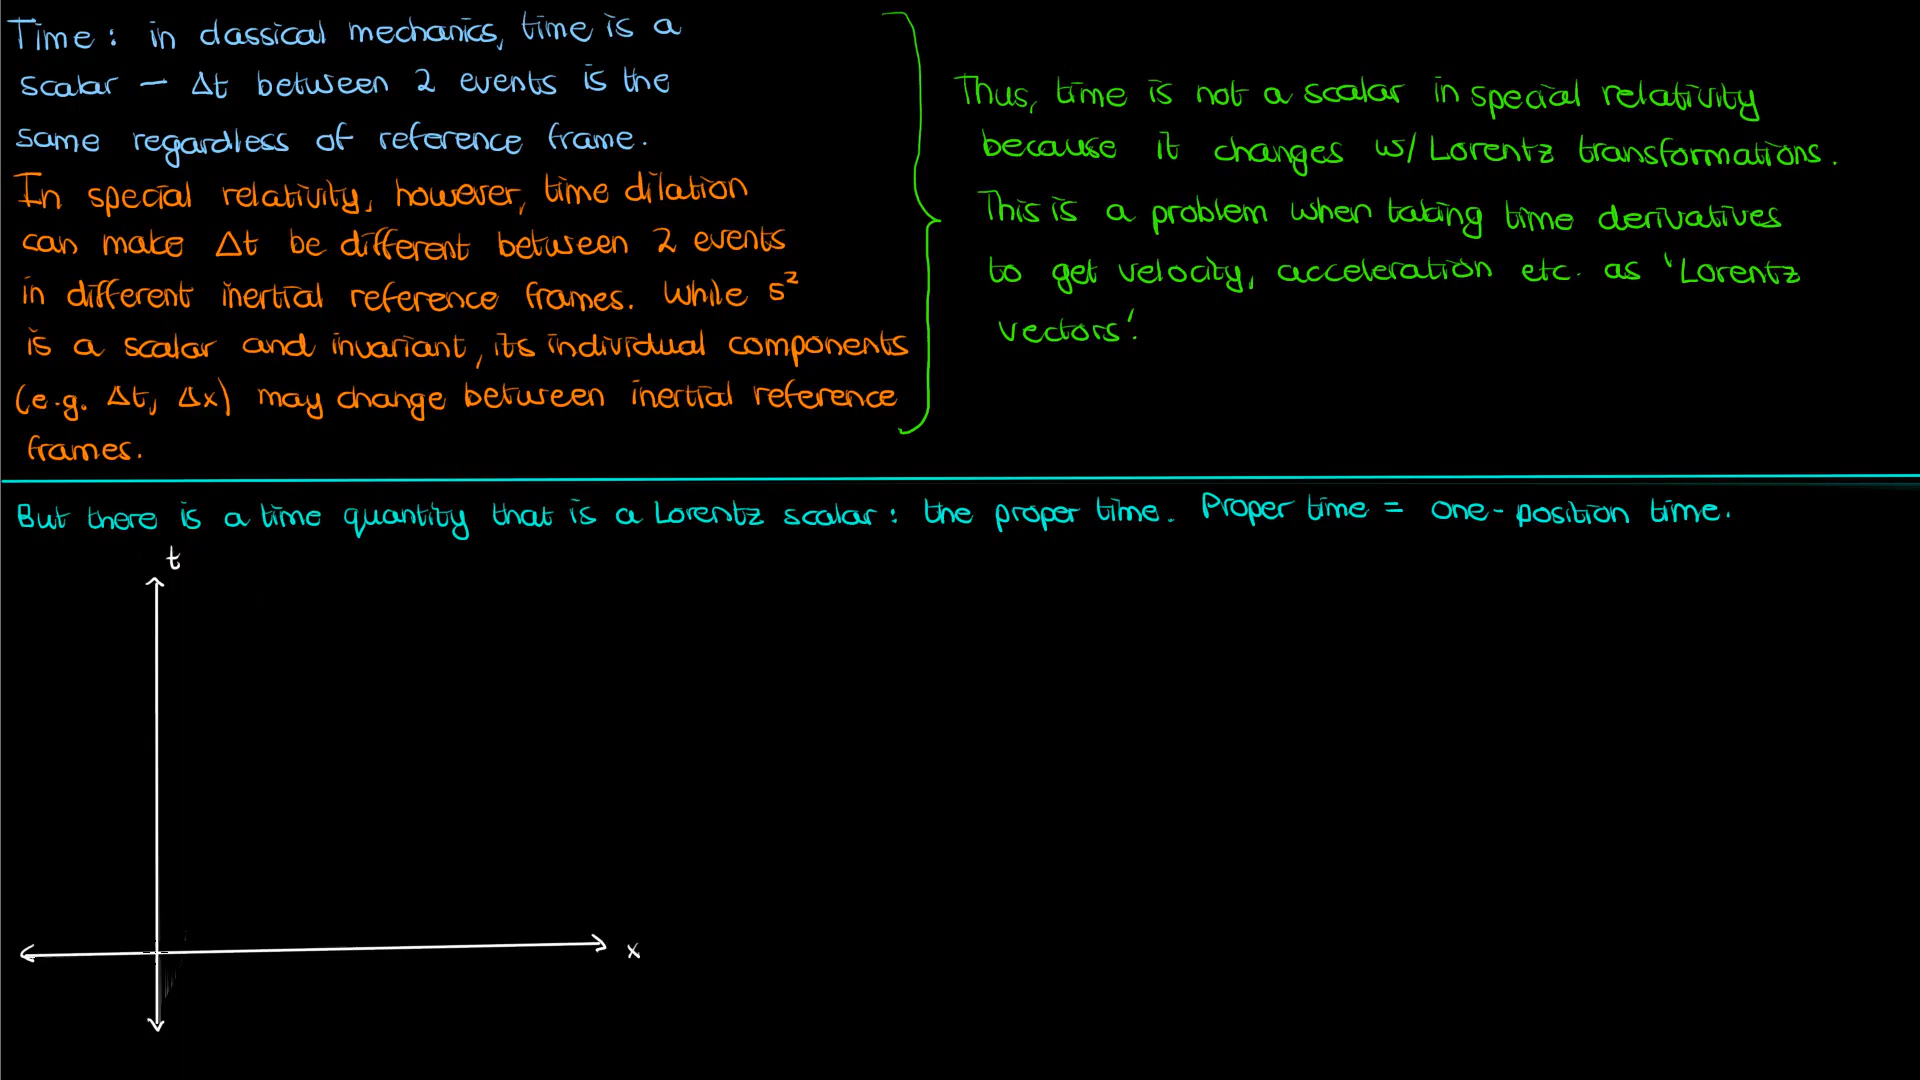 Time: in classical mechanics, time is a
scalar — Δt between 2 events is the
same regardless of reference frame.
In special relativity, however, time dilation
can make Δt be different between 2 events
in different inertial reference frames. While s²
is a scalar and invariant, its individual components
(e.g. Δt, Δx) may change between inertial reference
frames.
Thus, time is not a scalar in special relativity
because it changes w/ Lorentz transformations.
This is a problem when taking time derivatives
to get velocity, acceleration etc. as 'Lorentz
vectors'.
But there is a time quantity that is a Lorentz scalar: the proper time. Proper time = one-position time.
t
x